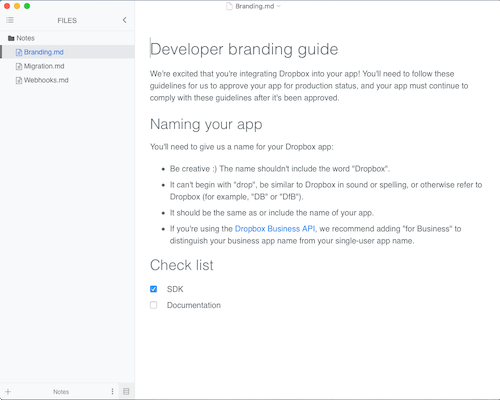 Branding.md
FILES
Notes
Branding.md
Migration.md
Webhooks.md
Developer branding guide
We're excited that you're integrating Dropbox into your app! You'll need to follow these
guidelines for us to approve your app for production status, and your app must continue to
comply with these guidelines after it's been approved.
Naming your app
You'll need to give us a name for your Dropbox app:
Be creative :) The name shouldn't include the word "Dropbox".
It can't begin with "drop", be similar to Dropbox in sound or spelling, or otherwise refer to
Dropbox (for example, "DB" or "DfB").
It should be the same as or include the name of your app.
If you're using the Dropbox Business API, we recommend adding "for Business" to
distinguish your business app name from your single-user app name.
Check list
SDK
Documentation
Notes